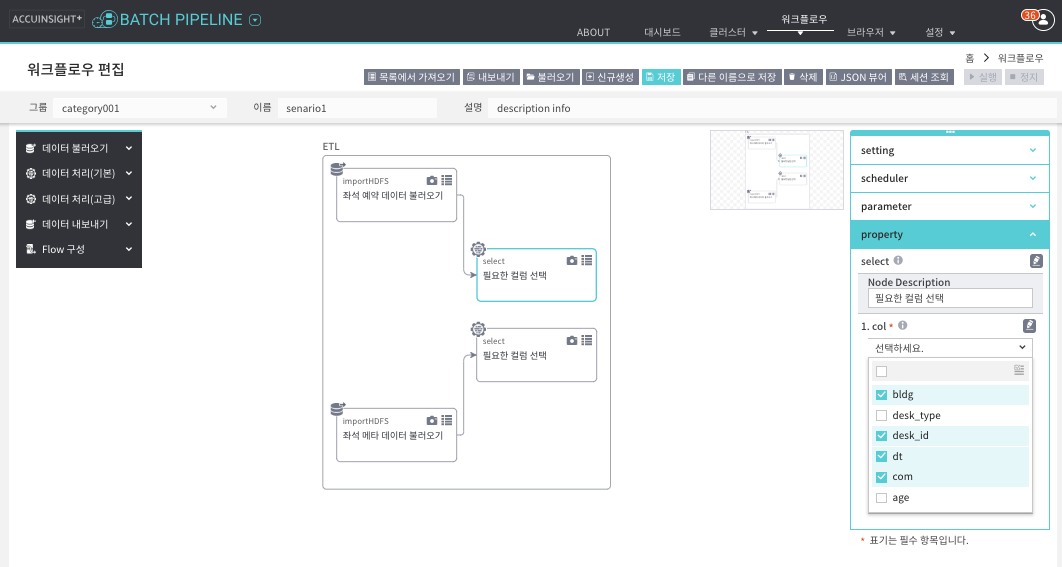 ACCUINSIGHT+
BATCH PIPELINE
36
ABOUT 대시보드 클러스터 워크플로우 브라우저 설정
홈 > 워크플로우
워크플로우 편집
목록에서 가져오기 내보내기 불러오기 신규생성 저장 다른 이름으로 저장 삭제 JSON 뷰어 세션 조회 실행 정지
그룹 category001 이름 senario1 설명 description info
데이터 불러오기
데이터 처리(기본)
데이터 처리(고급)
데이터 내보내기
Flow 구성
ETL
importHDFS
좌석 예약 데이터 불러오기
select
필요한 컬럼 선택
select
필요한 컬럼 선택
importHDFS
좌석 메타 데이터 불러오기
setting
scheduler
parameter
property
select
Node Description
필요한 컬럼 선택
1. col *
선택하세요.
bldg
desk_type
desk_id
dt
com
age
* 표기는 필수 항목입니다.